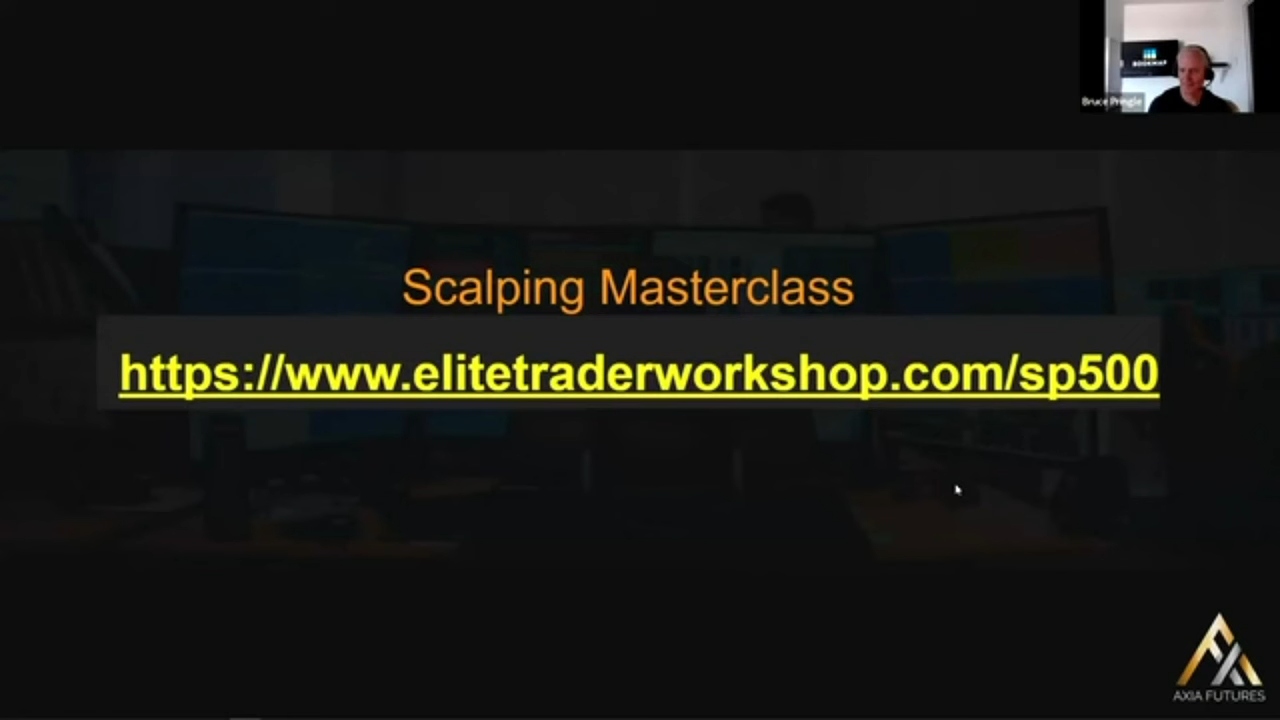 BOOKMAP
Bruce Pringle
Scalping Masterclass
https://www.elitetraderworkshop.com/sp500
AXIA FUTURES